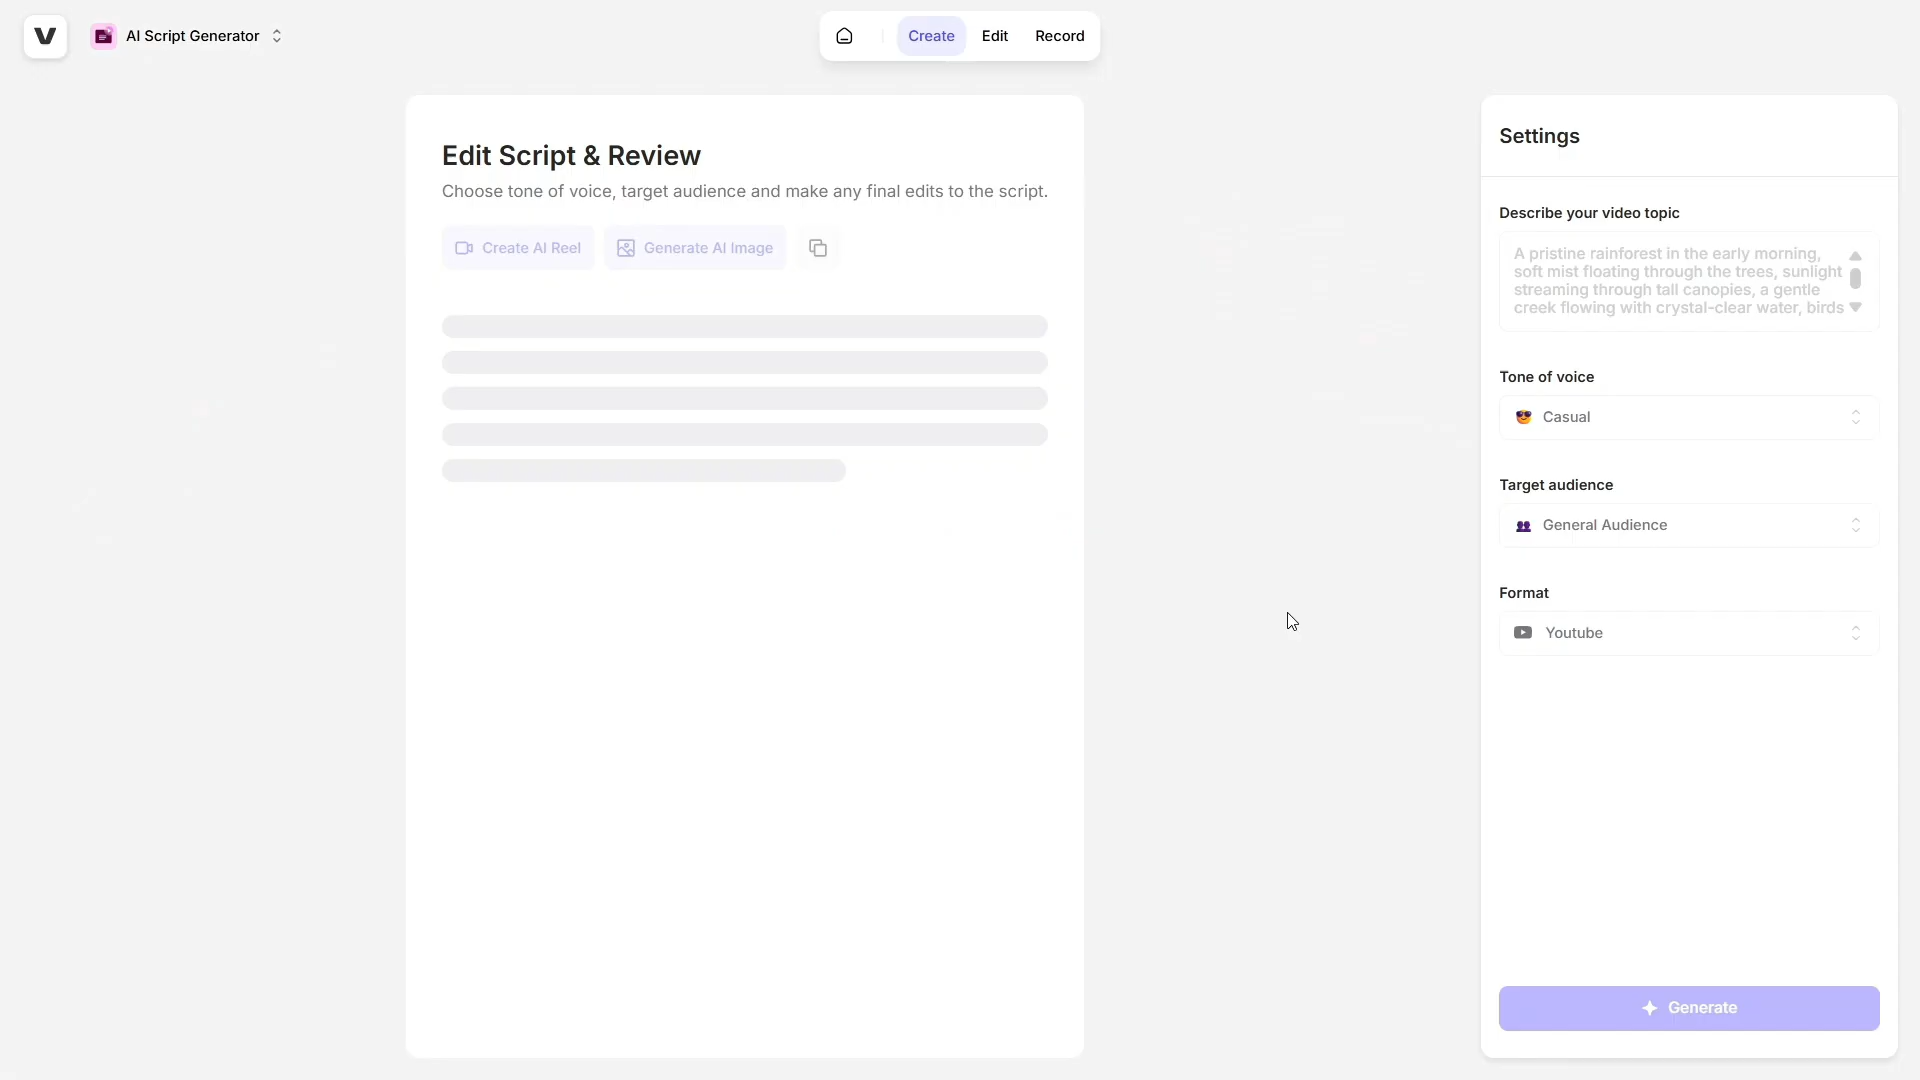 AI Script Generator
Create
Edit
Record
Edit Script & Review
Choose tone of voice, target audience and make any final edits to the script.
Create AI Reel
Generate AI Image
Settings
Describe your video topic
A pristine rainforest in the early morning,
soft mist floating through the trees, sunlight
streaming through tall canopies, a gentle
creek flowing with crystal-clear water, birds
Tone of voice
Casual
Target audience
General Audience
Format
Youtube
Generate